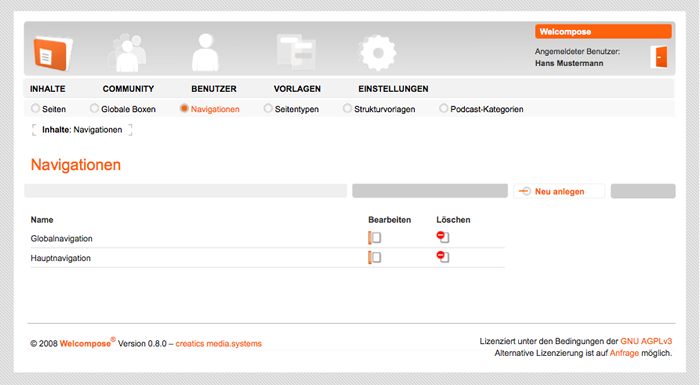 Welcompose
Angemeldeter Benutzer:
Hans Mustermann
INHALTE COMMUNITY BENUTZER VORLAGEN EINSTELLUNGEN
Seiten Globale Boxen Navigationen Seitentypen Strukturvorlagen Podcast-Kategorien
Inhalte: Navigationen
Navigationen
Neu anlegen
Name Bearbeiten Löschen
Globalnavigation
Hauptnavigation
© 2008 Welcompose® Version 0.8.0 – creatics media.systems
Lizenziert unter den Bedingungen der GNU AGPLv3
Alternative Lizenzierung ist auf Anfrage möglich.